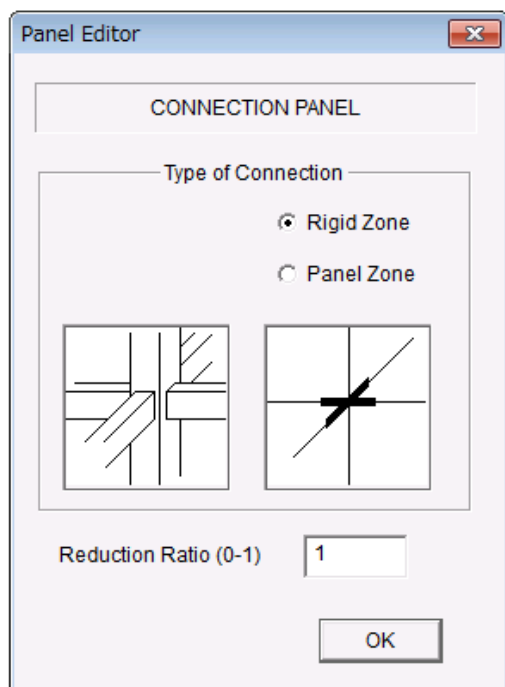 Panel Editor
CONNECTION PANEL
Type of Connection
Rigid Zone
Panel Zone
Reduction Ratio (0-1)
1
OK